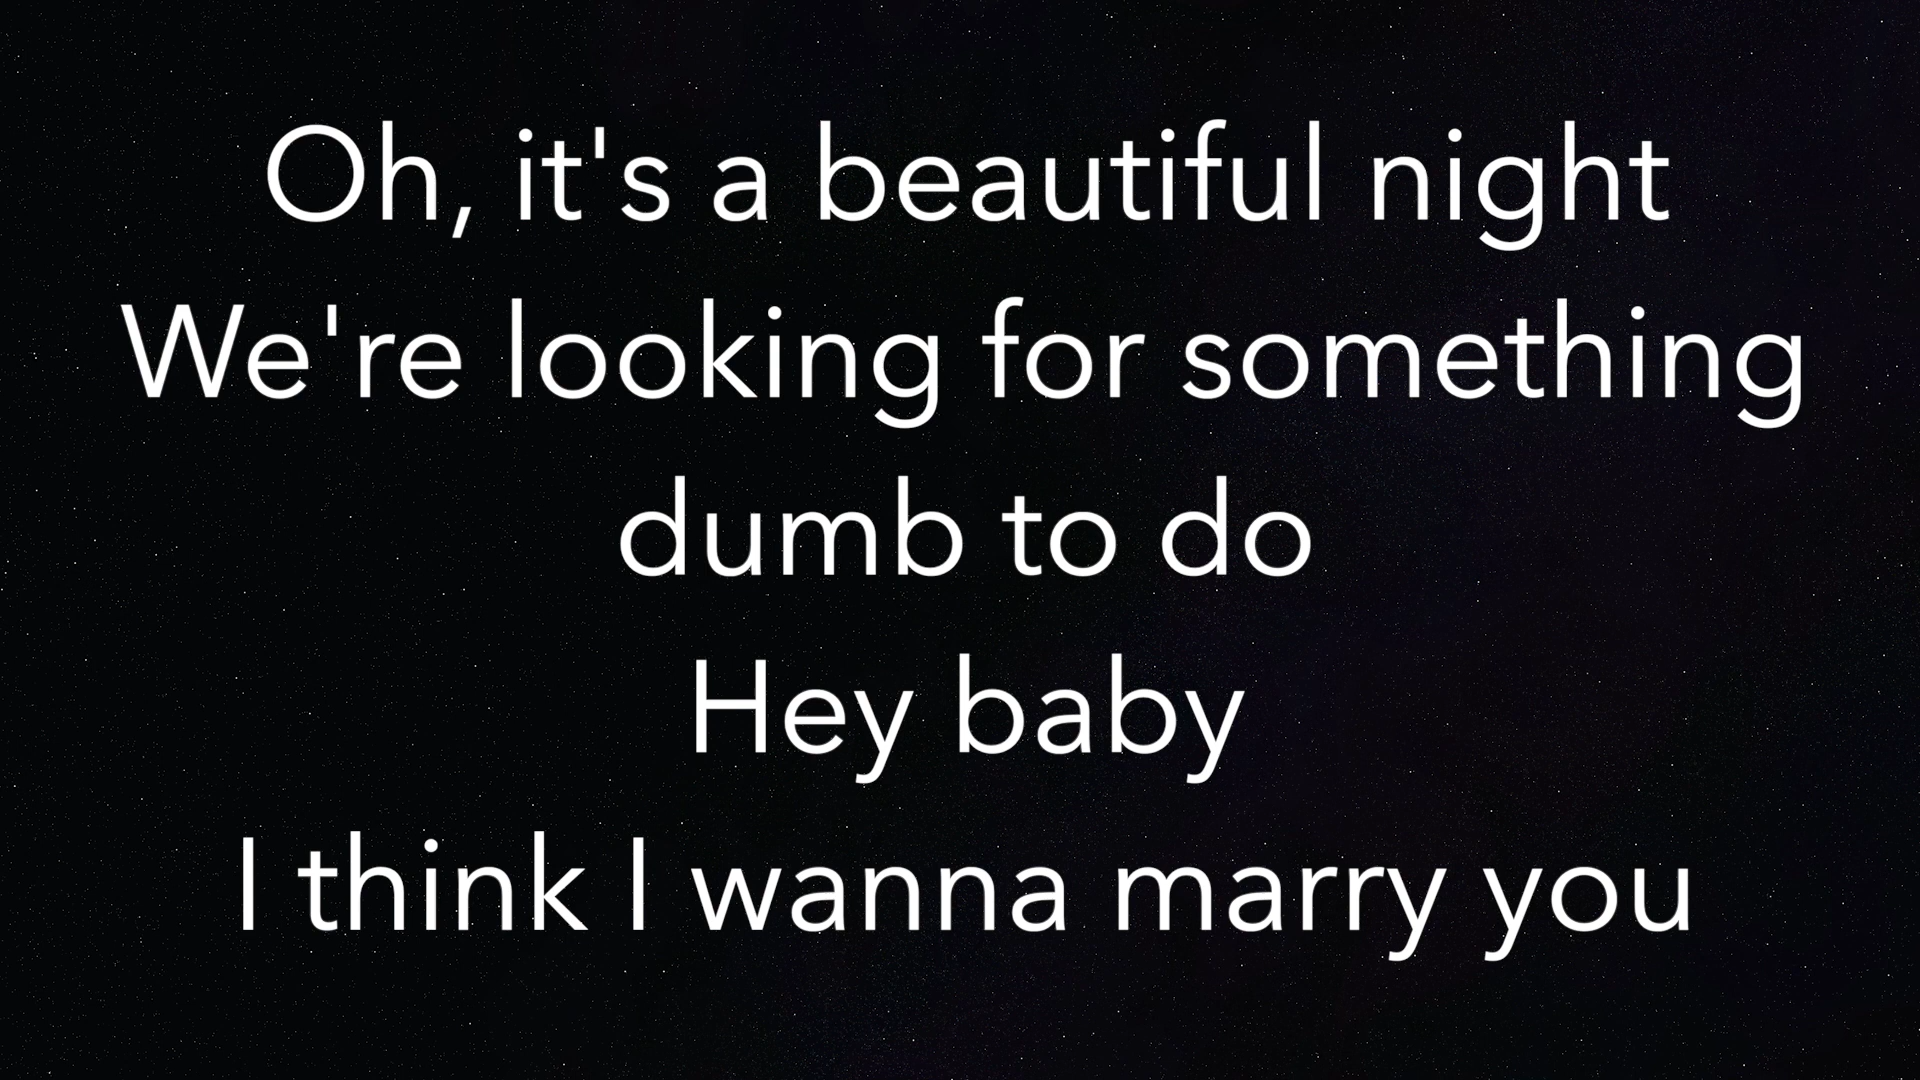 Oh, it's a beautiful night
We're looking for something
dumb to do
Hey baby
I think I wanna marry you